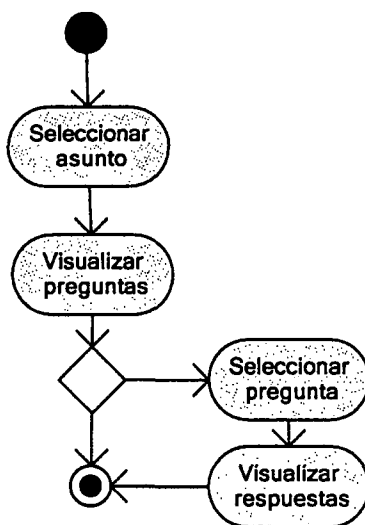 Seleccionar
asunto
Visualizar
preguntas
Seleccionar
pregunta
Visualizar
respuestas